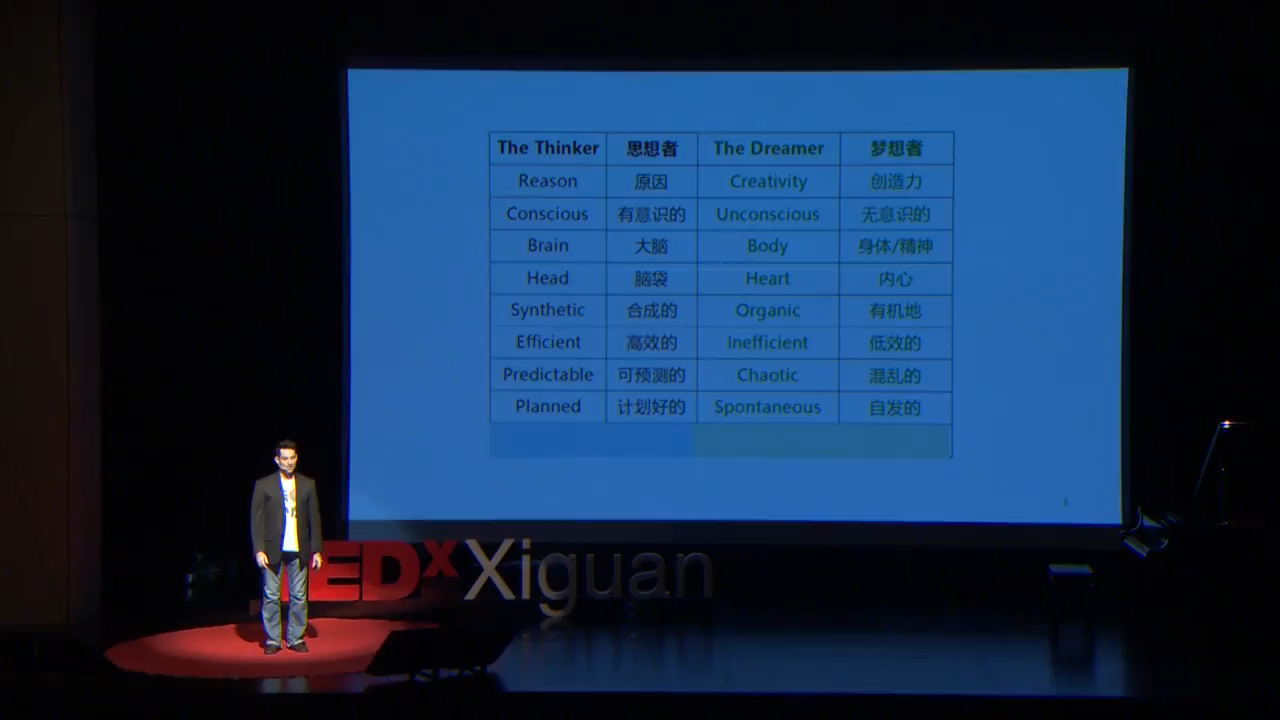 The Thinker 思想者 The Dreamer 梦想者
Reason 原因 Creativity 创造力
Conscious 有意识的 Unconscious 无意识的
Brain 大脑 Body 身体/精神
Head 脑袋 Heart 内心
Synthetic 合成的 Organic 有机地
Efficient 高效的 Inefficient 低效的
Predictable 可预测的 Chaotic 混乱的
Planned 计划好的 Spontaneous 自发的
TEDx Xiguan